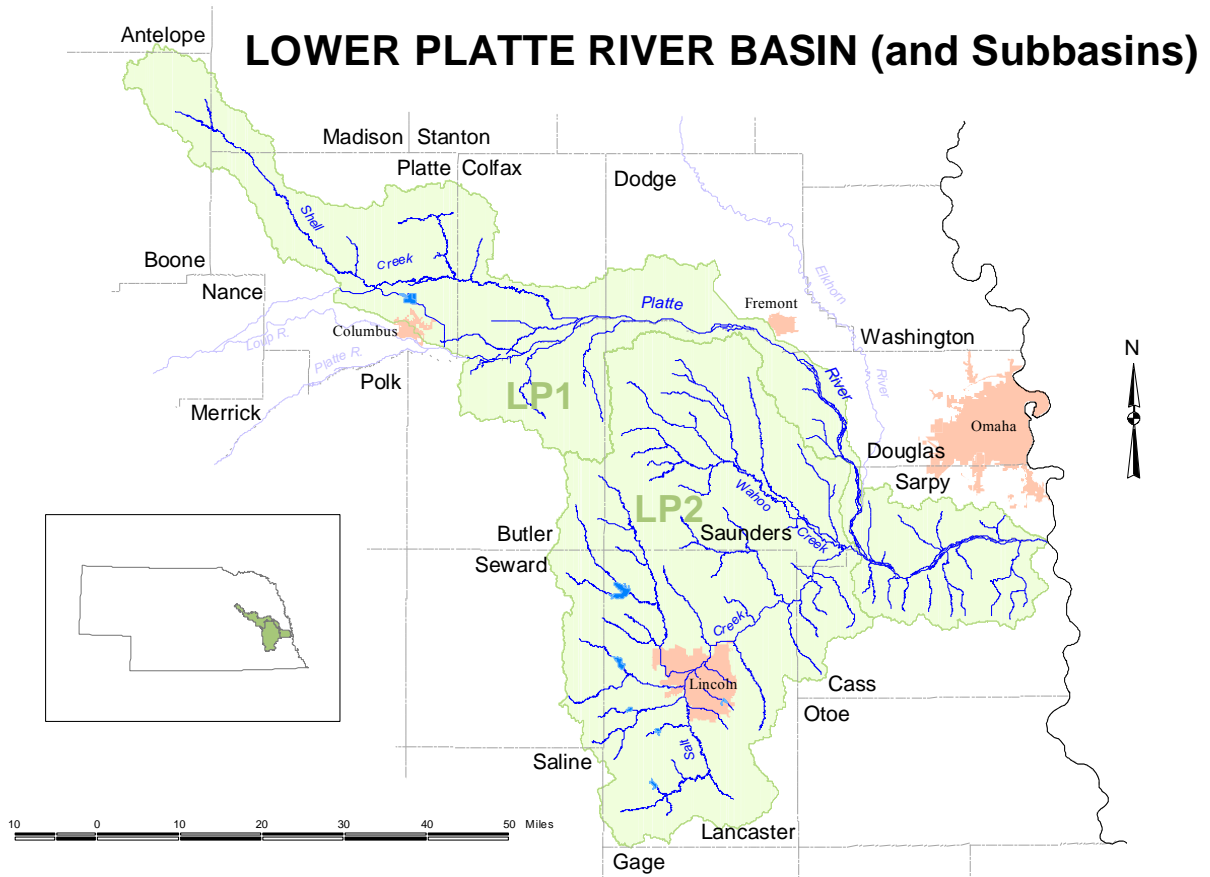 LOWER PLATTE RIVER BASIN (and Subbasins)
Antelope
Madison
Stanton
Platte
Colfax
Dodge
Shell
Creek
Boone
Nance
Elkhorn
River
Platte
River
Fremont
Washington
Columbus
Loup R.
Platte R.
Polk
Merrick
LP1
N
Omaha
Douglas
Sarpy
LP2
Wahoo
Creek
Saunders
Butler
Seward
Creek
Lincoln
Cass
Otoe
Salt
Saline
Lancaster
Gage
10 0 10 20 30 40 50 Miles